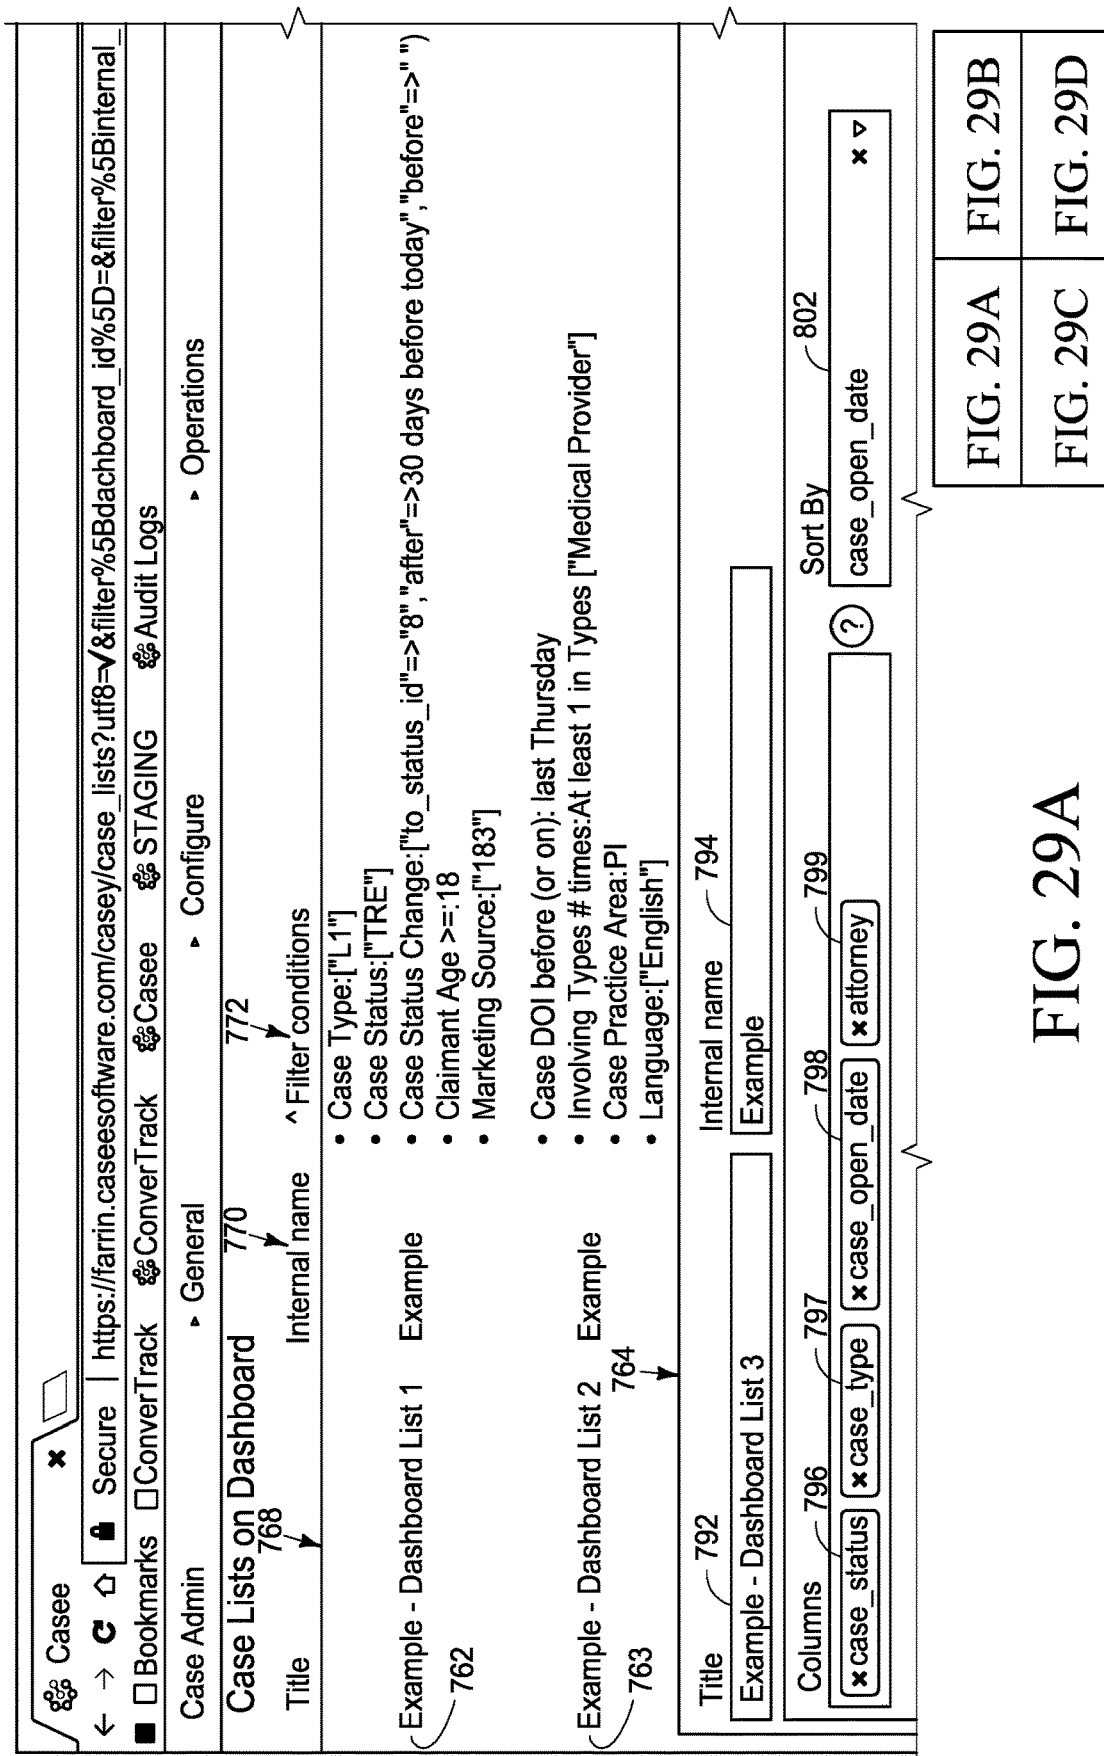 Casee ×
← → C Secure | https://farrin.caseesoftware.com/casey/case_lists?utf8=√&filter%5Bdachboard_id%5D=&filter%5Binternal_
Bookmarks ConverTrack ConverTrack Casee STAGING Audit Logs
Case Admin General Configure Operations
Case Lists on Dashboard
768 770 772
Title Internal name ^ Filter conditions
• Case Type:["L1"]
• Case Status:["TRE"]
Example - Dashboard List 1 Example • Case Status Change:["to_status_id"=>"8","after"=>30 days before today","before"=>" ")
762
• Claimant Age >=:18
• Marketing Source:["183"]
• Case DOI before (or on): last Thursday
Example - Dashboard List 2 Example • Involving Types # times:At least 1 in Types ["Medical Provider"]
763
764
• Case Practice Area:PI
• Language:["English"]
Title 792 Internal name 794
Example - Dashboard List 3 Example
Columns 796 797 798 799 Sort By 802
×case_status ×case_type ×case_open_date ×attorney ? case_open_date ×
FIG. 29A FIG. 29B
FIG. 29C FIG. 29D
FIG. 29A